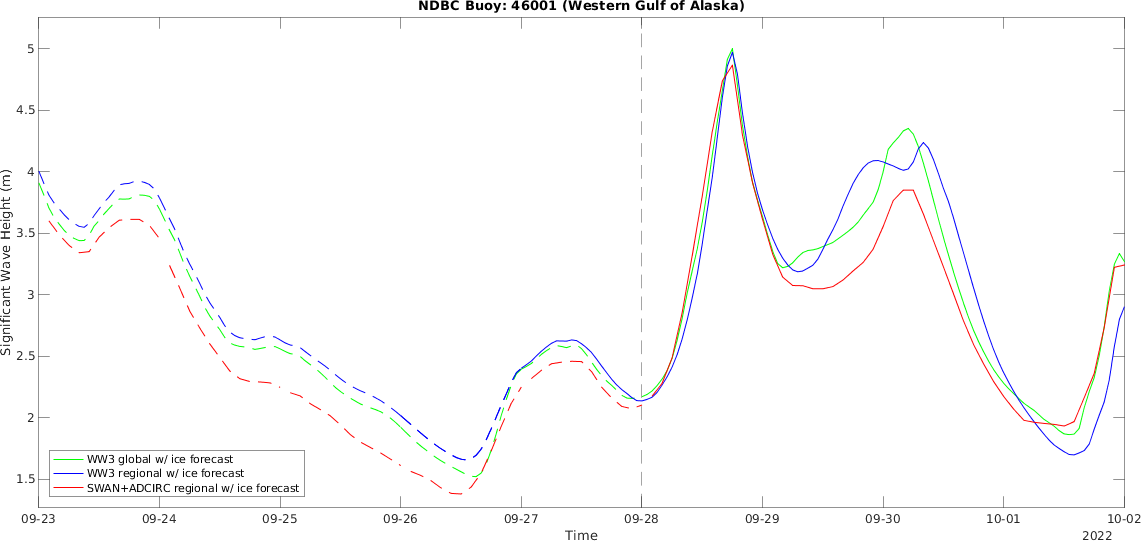 NDBC Buoy: 46001 (Western Gulf of Alaska)
Significant Wave Height (m)
5
4.5
4
3.5
3
2.5
2
1.5
WW3 global w/ ice forecast
WW3 regional w/ ice forecast
SWAN+ADCIRC regional w/ ice forecast
09-23 09-24 09-25 09-26 09-27 09-28 09-29 09-30 10-01 10-02
Time
2022